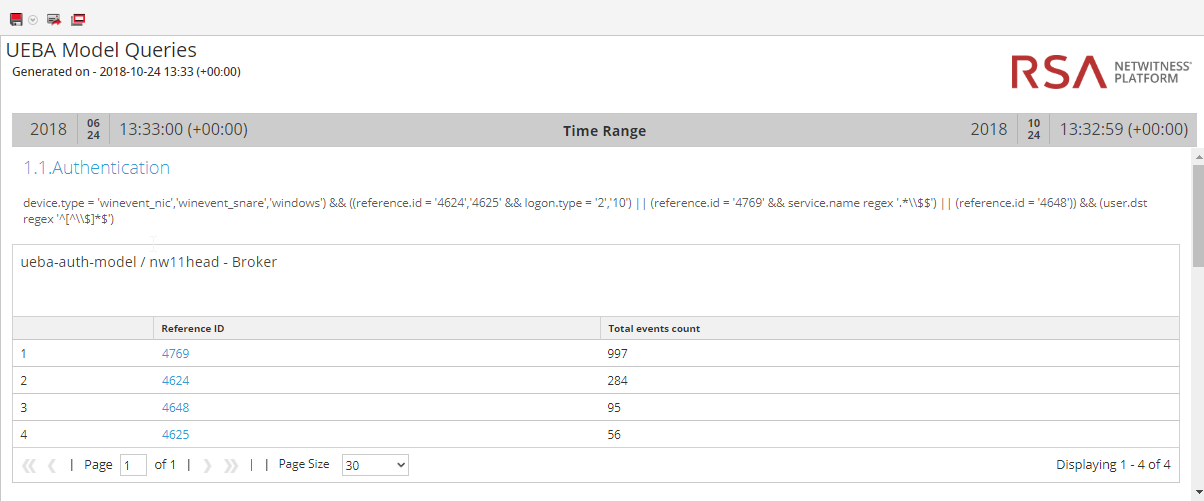 UEBA Model Queries
Generated on - 2018-10-24 13:33 (+00:00)
RSA NETWITNESS® PLATFORM
2018 06 24 13:33:00 (+00:00) Time Range 2018 10 24 13:32:59 (+00:00)
1.1.Authentication
device.type = 'winevent_nic','winevent_snare','windows') && ((reference.id = '4624','4625' && logon.type = '2','10') || (reference.id = '4769' && service.name regex '.*\\$$') || (reference.id = '4648')) && (user.dst
regex '^[^\\$]*$')
ueba-auth-model / nw11head - Broker
Reference ID Total events count
1 4769 997
2 4624 284
3 4648 95
4 4625 56
| Page 1 of 1 | | | Page Size 30 Displaying 1 - 4 of 4